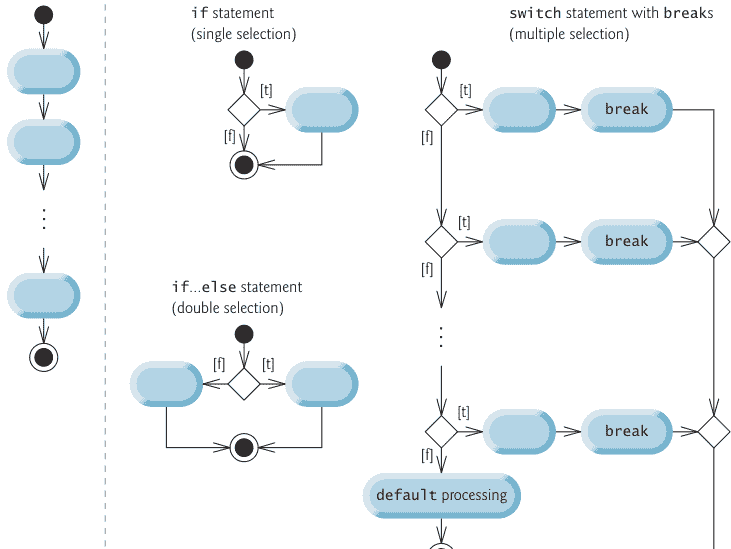 if statement
(single selection)
[t]
[f]
if...else statement
(double selection)
[f]
[t]
switch statement with breaks
(multiple selection)
[t]
break
[f]
[t]
break
[f]
[t]
break
[f]
default processing